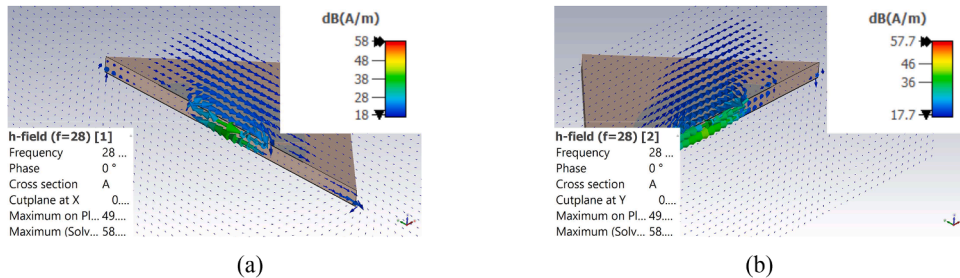 dB(A/m)
58
48
38
28
18
h-field (f=28) [1]
Frequency 28 ...
Phase 0 °
Cross section A
Cutplane at X 0....
Maximum on Pl... 49....
Maximum (Solv... 58....
(a)
dB(A/m)
57.7
46
36
17.7
h-field (f=28) [2]
Frequency 28 ...
Phase 0 °
Cross section A
Cutplane at Y 0....
Maximum on Pl... 49....
Maximum (Solv... 58....
(b)